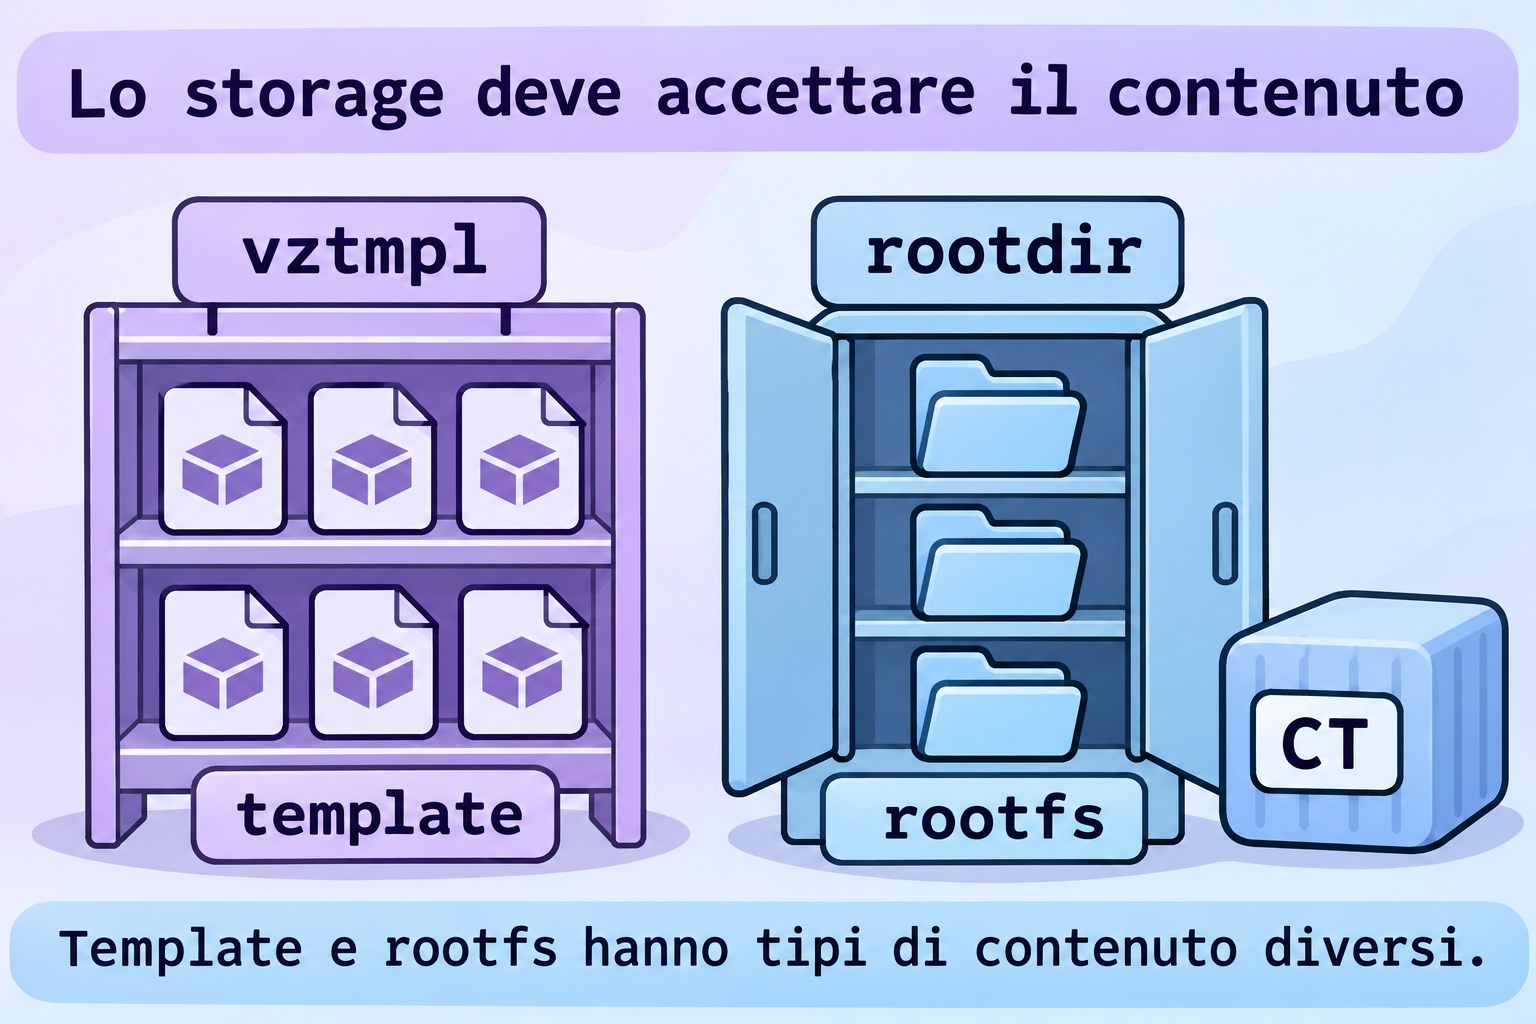 Lo storage deve accettare il contenuto
vztmpl
rootdir
CT
template
rootfs
Template e rootfs hanno tipi di contenuto diversi.